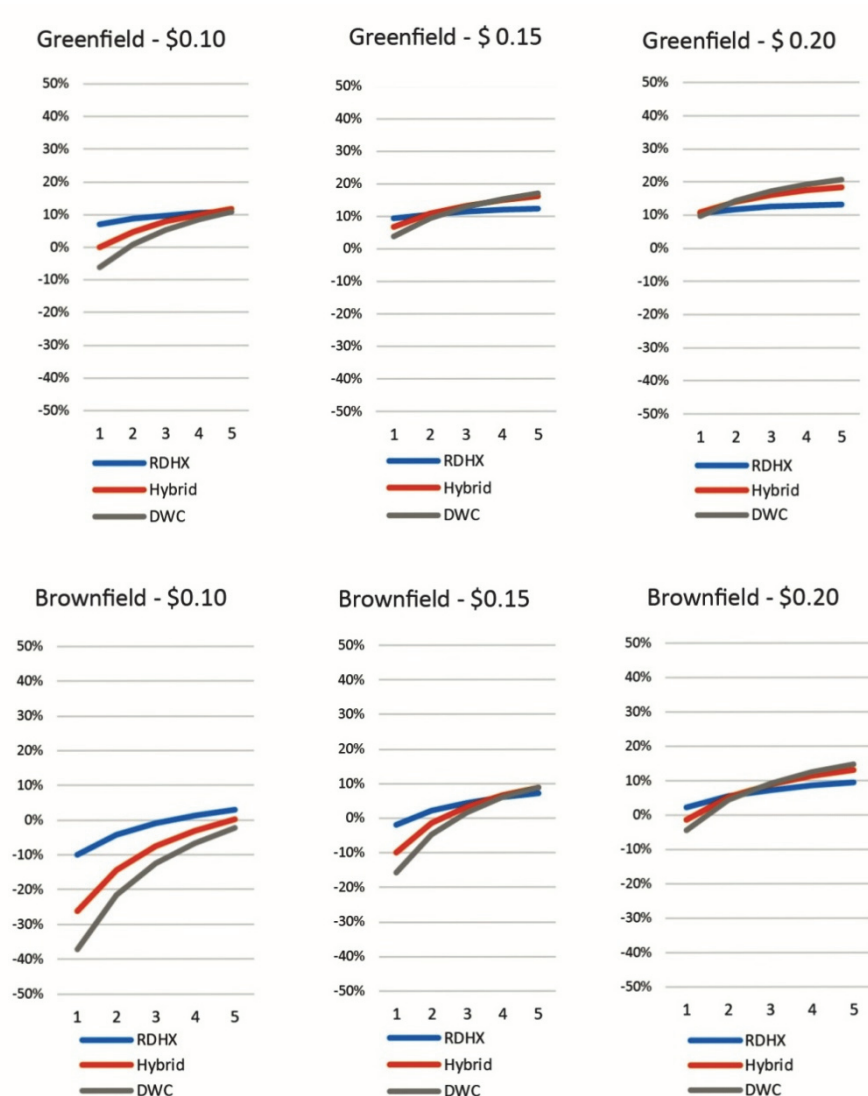 Greenfield - $0.10
50%
40%
30%
20%
10%
0%
-10%
-20%
-30%
-40%
-50%
1 2 3 4 5
RDHX
Hybrid
DWC
Greenfield - $ 0.15
50%
40%
30%
20%
10%
0%
-10%
-20%
-30%
-40%
-50%
1 2 3 4 5
RDHX
Hybrid
DWC
Greenfield - $ 0.20
50%
40%
30%
20%
10%
0%
-10%
-20%
-30%
-40%
-50%
1 2 3 4 5
RDHX
Hybrid
DWC
Brownfield - $0.10
50%
40%
30%
20%
10%
0%
-10%
-20%
-30%
-40%
-50%
1 2 3 4 5
RDHX
Hybrid
DWC
Brownfield - $0.15
50%
40%
30%
20%
10%
0%
-10%
-20%
-30%
-40%
-50%
1 2 3 4 5
RDHX
Hybrid
DWC
Brownfield - $0.20
50%
40%
30%
20%
10%
0%
-10%
-20%
-30%
-40%
-50%
1 2 3 4 5
RDHX
Hybrid
DWC